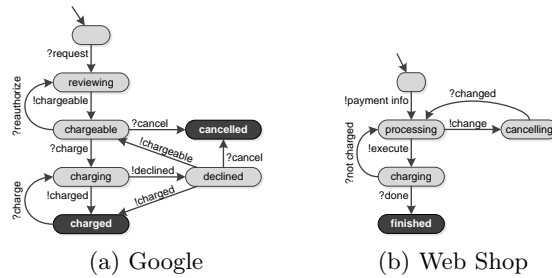 ?request
reviewing
?reauthorize
!chargeable
chargeable
?cancel
cancelled
?charge
!chargeable
?cancel
charging
!declined
declined
?charge
!charged
!charged
charged
(a) Google
!payment info
?changed
processing
!change
cancelling
?not charged
!execute
charging
?done
finished
(b) Web Shop